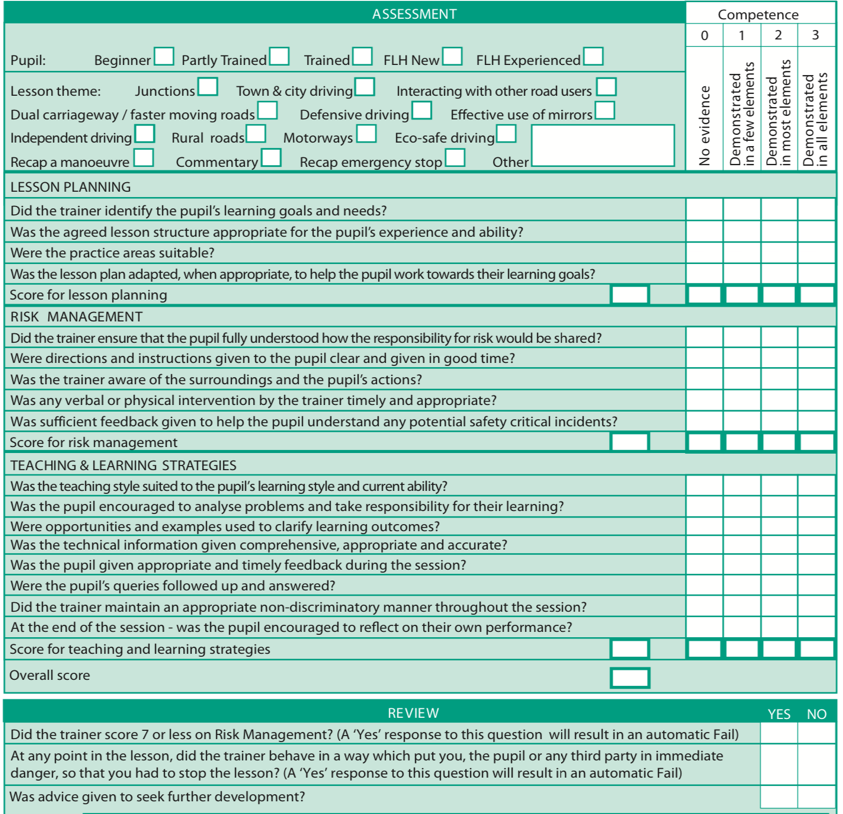 ASSESSMENT
Competence
0 1 2 3
No evidence
Demonstrated in a few elements
Demonstrated in most elements
Demonstrated in all elements
Pupil: Beginner Partly Trained Trained FLH New FLH Experienced
Lesson theme: Junctions Town & city driving Interacting with other road users
Dual carriageway / faster moving roads Defensive driving Effective use of mirrors
Independent driving Rural roads Motorways Eco-safe driving
Recap a manoeuvre Commentary Recap emergency stop Other
LESSON PLANNING
Did the trainer identify the pupil's learning goals and needs?
Was the agreed lesson structure appropriate for the pupil's experience and ability?
Were the practice areas suitable?
Was the lesson plan adapted, when appropriate, to help the pupil work towards their learning goals?
Score for lesson planning
RISK MANAGEMENT
Did the trainer ensure that the pupil fully understood how the responsibility for risk would be shared?
Were directions and instructions given to the pupil clear and given in good time?
Was the trainer aware of the surroundings and the pupil's actions?
Was any verbal or physical intervention by the trainer timely and appropriate?
Was sufficient feedback given to help the pupil understand any potential safety critical incidents?
Score for risk management
TEACHING & LEARNING STRATEGIES
Was the teaching style suited to the pupil's learning style and current ability?
Was the pupil encouraged to analyse problems and take responsibility for their learning?
Were opportunities and examples used to clarify learning outcomes?
Was the technical information given comprehensive, appropriate and accurate?
Was the pupil given appropriate and timely feedback during the session?
Were the pupil's queries followed up and answered?
Did the trainer maintain an appropriate non-discriminatory manner throughout the session?
At the end of the session - was the pupil encouraged to reflect on their own performance?
Score for teaching and learning strategies
Overall score
REVIEW YES NO
Did the trainer score 7 or less on Risk Management? (A 'Yes' response to this question will result in an automatic Fail)
At any point in the lesson, did the trainer behave in a way which put you, the pupil or any third party in immediate
danger, so that you had to stop the lesson? (A 'Yes' response to this question will result in an automatic Fail)
Was advice given to seek further development?